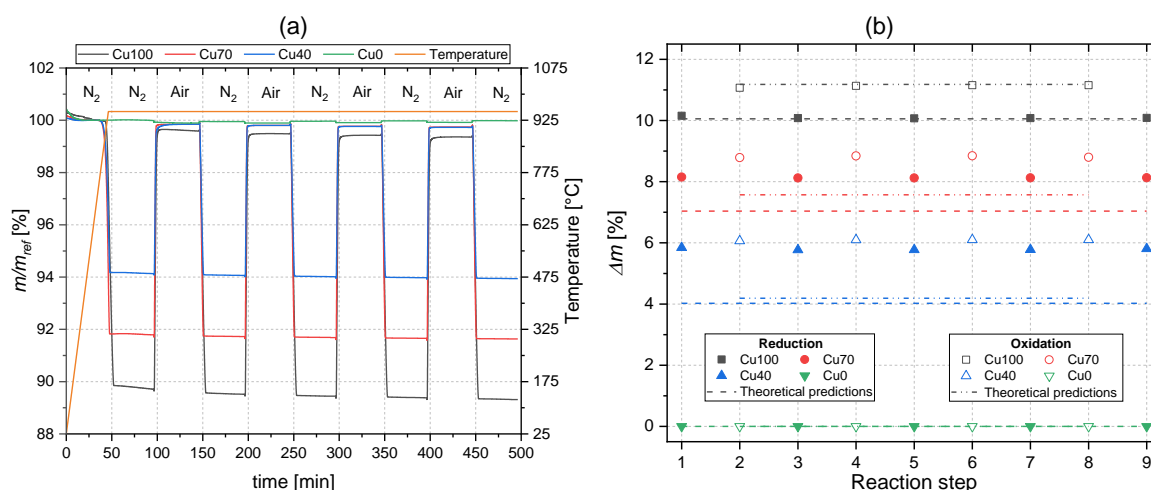 (a)
Cu100 Cu70 Cu40 Cu0 Temperature
102
100
98
96
94
92
90
88
m/m_ref [%]
N2 N2 Air N2 Air N2 Air N2 Air N2
1075
925
775
625
475
325
175
25
Temperature [°C]
0 50 100 150 200 250 300 350 400 450 500
time [min]
(b)
12
10
8
6
4
2
0
Δm [%]
Reduction
Cu100 Cu70
Cu40 Cu0
Theoretical predictions
Oxidation
Cu100 Cu70
Cu40 Cu0
Theoretical predictions
1 2 3 4 5 6 7 8 9
Reaction step